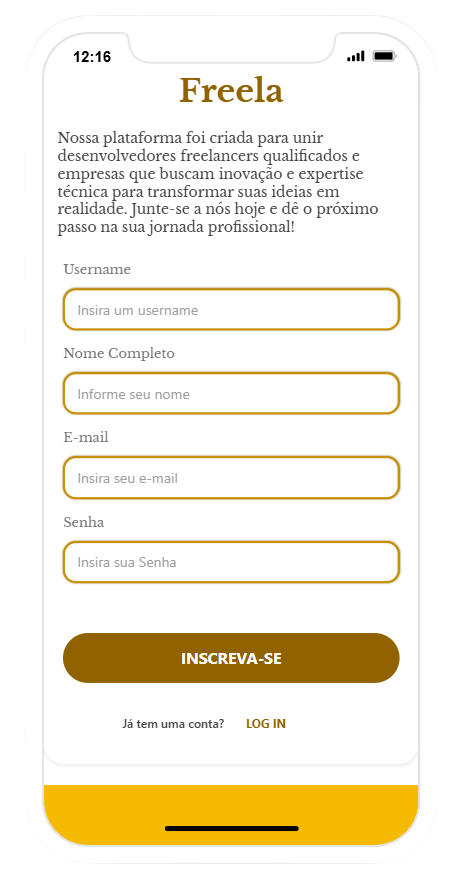 12:16
Freela
Nossa plataforma foi criada para unir
desenvolvedores freelancers qualificados e
empresas que buscam inovação e expertise
técnica para transformar suas ideias em
realidade. Junte-se a nós hoje e dê o próximo
passo na sua jornada profissional!
Username
Insira um username
Nome Completo
Informe seu nome
E-mail
Insira seu e-mail
Senha
Insira sua Senha
INSCREVA-SE
Já tem uma conta? LOG IN